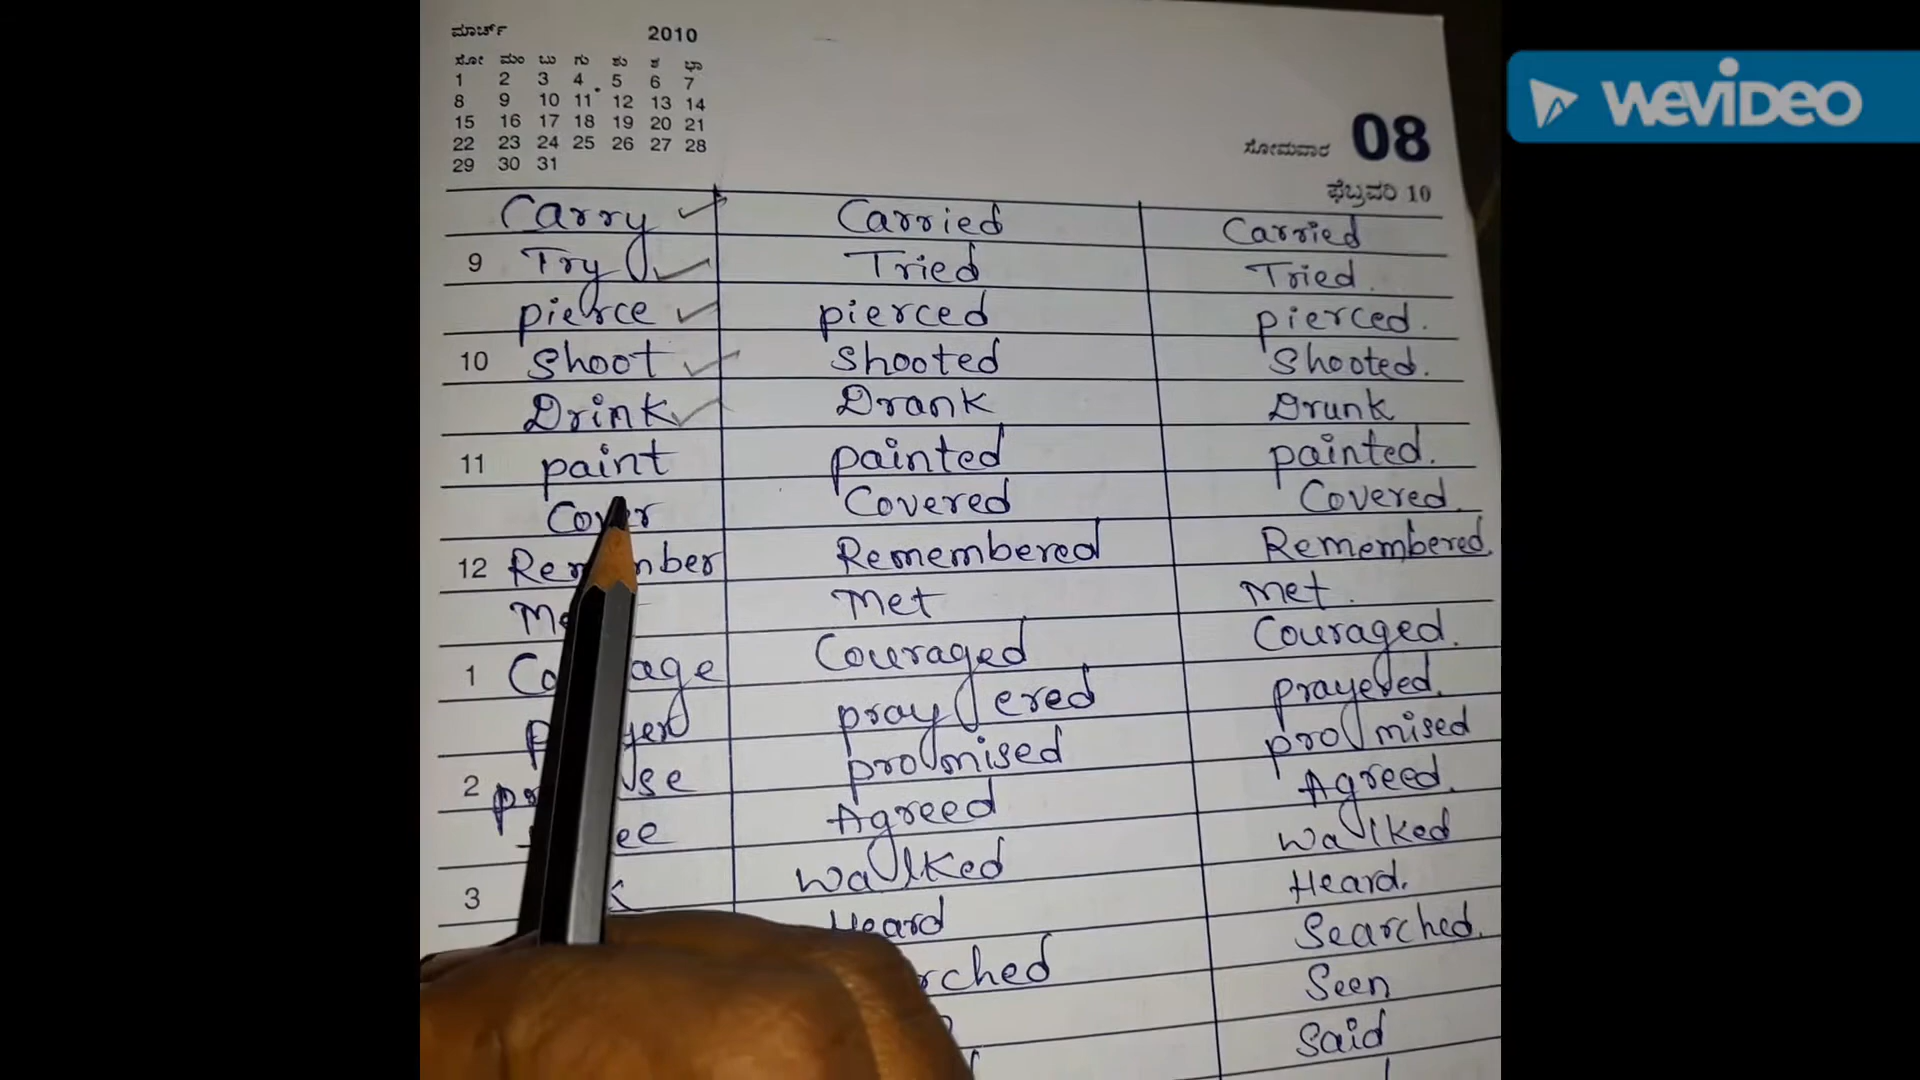 ಮಾರ್ಚ್ 2010
ಸೋ ಮಂ ಬು ಗು ಶು ಶ ಭಾ
1 2 3 4 5 6 7
8 9 10 11 12 13 14
15 16 17 18 19 20 21
22 23 24 25 26 27 28
29 30 31
WeVideo
ಸೋಮವಾರ 08
ಫೆಬ್ರವರಿ 10
Carry Carried Carried
9 Try Tried Tried.
pierce pierced pierced.
10 Shoot Shooted Shooted.
Drink Drank Drunk
11 paint painted painted.
Cover Covered Covered.
12 Remember Remembered Remembered.
Met Met.
1 Couraged Couraged.
prayered prayered.
2 promised promised
Agreed Agreed.
walked walked
3 Heard Heard.
Searched.
Seen
Said